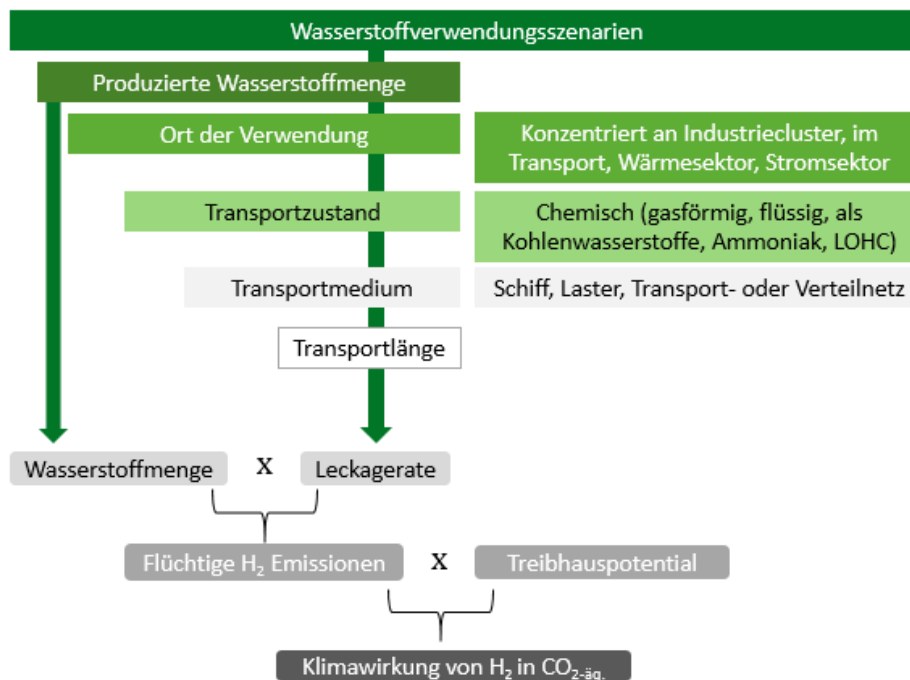 Wasserstoffverwendungsszenarien
Produzierte Wasserstoffmenge
Ort der Verwendung
Konzentriert an Industriecluster, im
Transport, Wärmesektor, Stromsektor
Transportzustand
Chemisch (gasförmig, flüssig, als
Kohlenwasserstoffe, Ammoniak, LOHC)
Transportmedium
Schiff, Laster, Transport- oder Verteilnetz
Transportlänge
Wasserstoffmenge x Leckagerate
Flüchtige H₂ Emissionen x Treibhauspotential
Klimawirkung von H₂ in CO₂-äq.